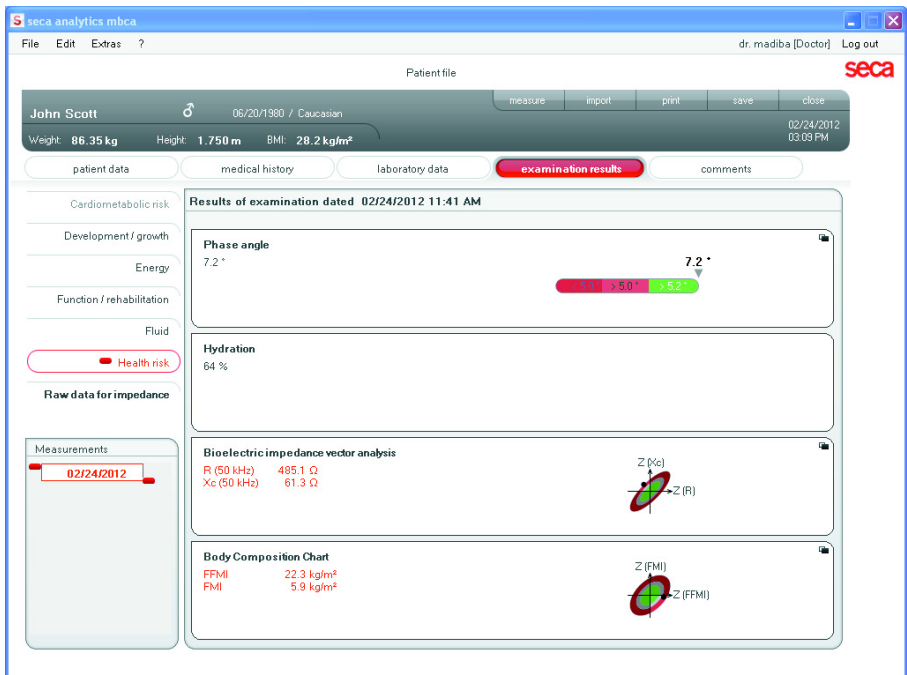 S seca analytics mbca
File Edit Extras ?
dr. madiba [Doctor] Log out
Patient file
seca
measure import print save close
John Scott ♂ 06/20/1980 / Caucasian
02/24/2012
03:09 PM
Weight: 86.35 kg Height: 1.750 m BMI: 28.2 kg/m²
patient data medical history laboratory data examination results comments
Cardiometabolic risk
Development / growth
Energy
Function / rehabilitation
Fluid
Health risk
Raw data for impedance
Measurements
02/24/2012
Results of examination dated 02/24/2012 11:41 AM
Phase angle
7.2 °
7.2 °
> 5.0 ° > 5.2 °
Hydration
64 %
Bioelectric impedance vector analysis
R (50 kHz) 485.1 Ω
Xc (50 kHz) 61.3 Ω
Z (Xc)
Z (R)
Body Composition Chart
FFMI 22.3 kg/m²
FMI 5.9 kg/m²
Z (FMI)
Z (FFMI)